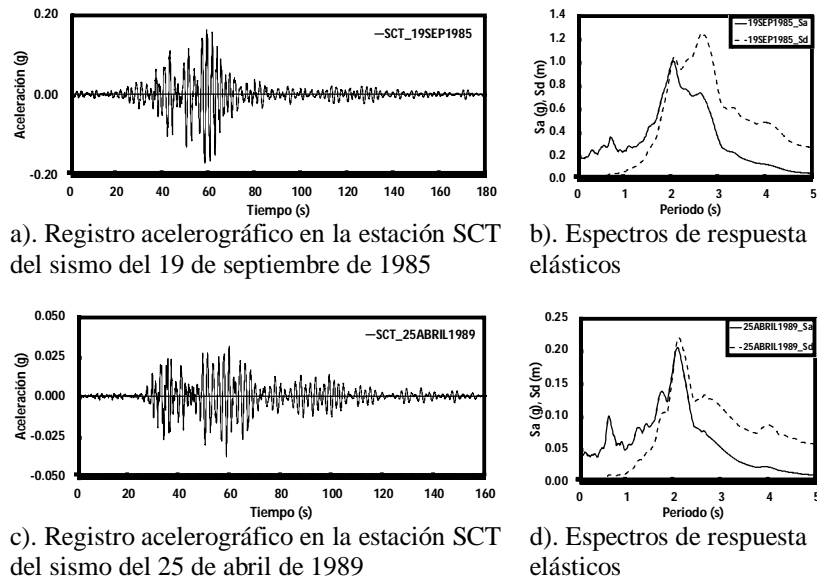 0.20
0.00
-0.20
Aceleración (g)
SCT_19SEP1985
0 20 40 60 80 100 120 140 160 180
Tiempo (s)
1.4
1.2
1.0
0.8
0.6
0.4
0.2
0.0
Sa (g), Sd (m)
19SEP1985_Sa
19SEP1985_Sd
0 1 2 3 4 5
Periodo (s)
a). Registro acelerográfico en la estación SCT
del sismo del 19 de septiembre de 1985
b). Espectros de respuesta
elásticos
0.050
0.025
0.000
-0.025
-0.050
Aceleración (g)
SCT_25ABRIL1989
0 20 40 60 80 100 120 140 160
Tiempo (s)
0.25
0.20
0.15
0.10
0.05
0.00
Sa (g), Sd (m)
25ABRIL1989_Sa
25ABRIL1989_Sd
0 1 2 3 4 5
Periodo (s)
c). Registro acelerográfico en la estación SCT
del sismo del 25 de abril de 1989
d). Espectros de respuesta
elásticos